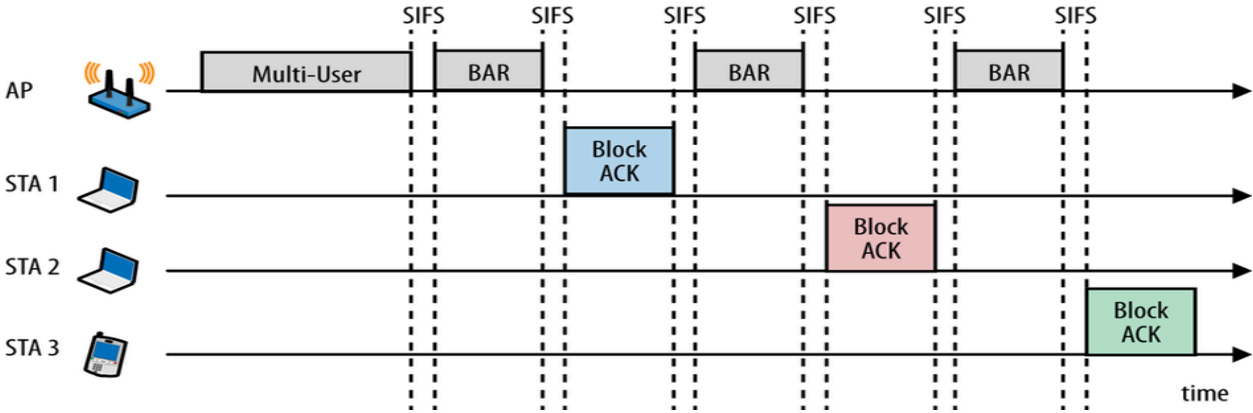 SIFS SIFS SIFS SIFS SIFS SIFS
AP
Multi-User BAR BAR BAR
STA 1
Block
ACK
STA 2
Block
ACK
STA 3
Block
ACK
time